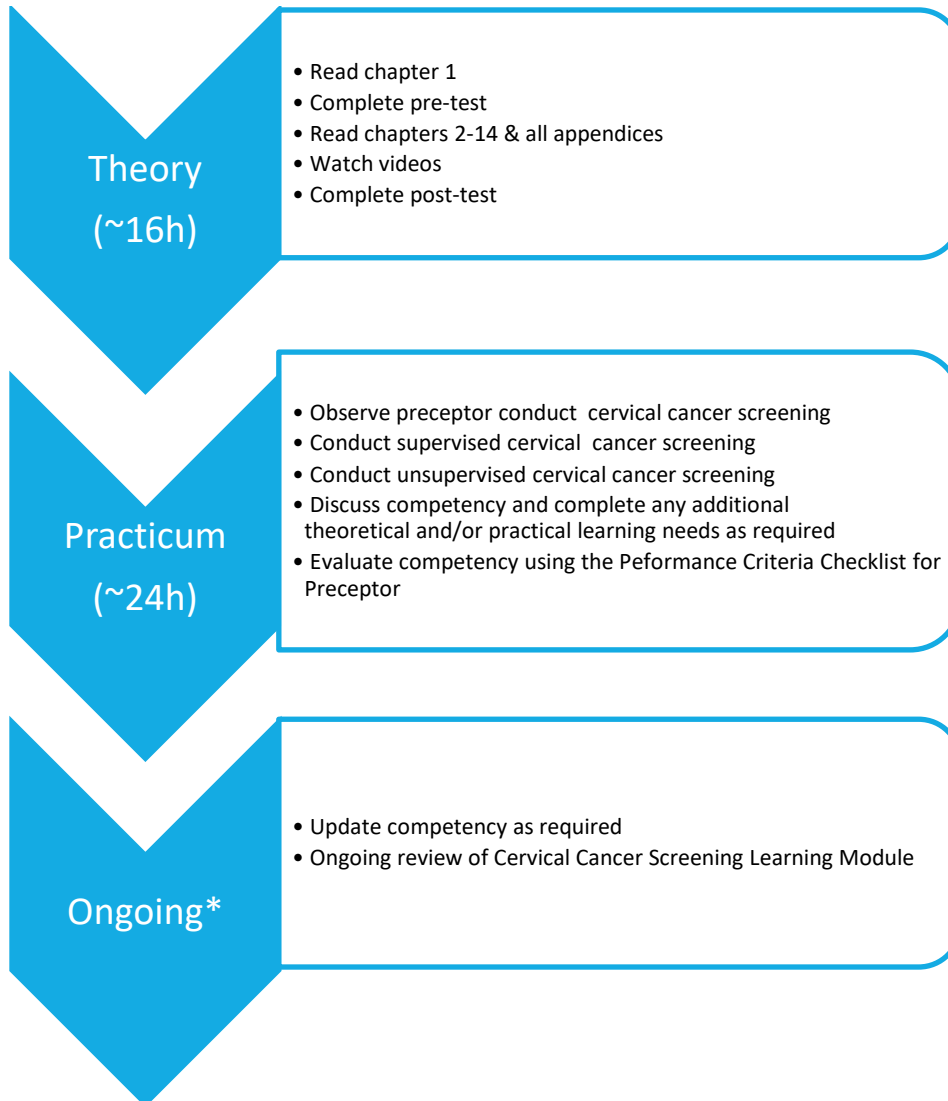 Theory
(~16h)
• Read chapter 1
• Complete pre-test
• Read chapters 2-14 & all appendices
• Watch videos
• Complete post-test
Practicum
(~24h)
• Observe preceptor conduct cervical cancer screening
• Conduct supervised cervical cancer screening
• Conduct unsupervised cervical cancer screening
• Discuss competency and complete any additional
theoretical and/or practical learning needs as required
• Evaluate competency using the Peformance Criteria Checklist for
Preceptor
Ongoing*
• Update competency as required
• Ongoing review of Cervical Cancer Screening Learning Module